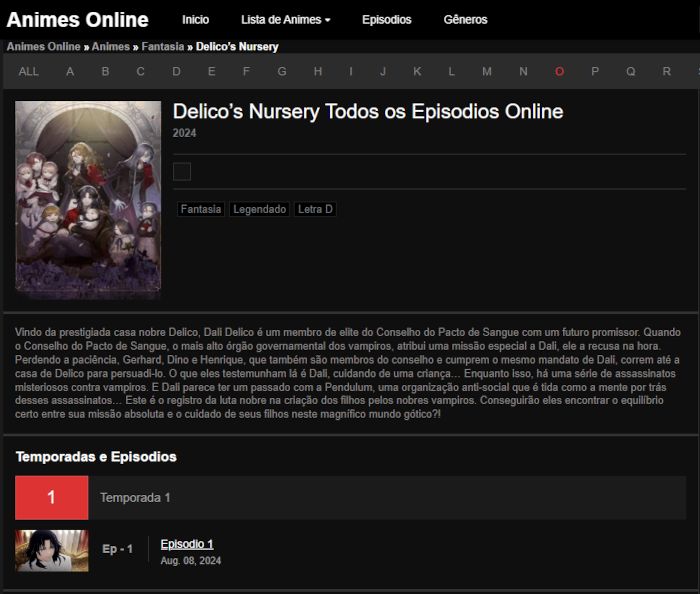 Animes Online Inicio Lista de Animes Episodios Gêneros
Animes Online » Animes » Fantasia » Delico's Nursery
ALL A B C D E F G H I J K L M N O P Q R
Delico's Nursery Todos os Episodios Online
2024
Fantasia Legendado Letra D
Vindo da prestigiada casa nobre Delico, Dali Delico é um membro de elite do Conselho do Pacto de Sangue com um futuro promissor. Quando
o Conselho do Pacto de Sangue, o mais alto órgão governamental dos vampiros, atribui uma missão especial a Dali, ele a recusa na hora.
Perdendo a paciência, Gerhard, Dino e Henrique, que também são membros do conselho e cumprem o mesmo mandato de Dali, correm até a
casa de Delico para persuadi-lo. O que eles testemunham lá é Dali, cuidando de uma criança… Enquanto isso, há uma série de assassinatos
misteriosos contra vampiros. E Dali parece ter um passado com a Pendulum, uma organização anti-social que é tida como a mente por trás
desses assassinatos… Este é o registro da luta nobre na criação dos filhos pelos nobres vampiros. Conseguirão eles encontrar o equilíbrio
certo entre sua missão absoluta e o cuidado de seus filhos neste magnífico mundo gótico?!
Temporadas e Episodios
1 Temporada 1
Ep - 1 Episodio 1
Aug. 08, 2024